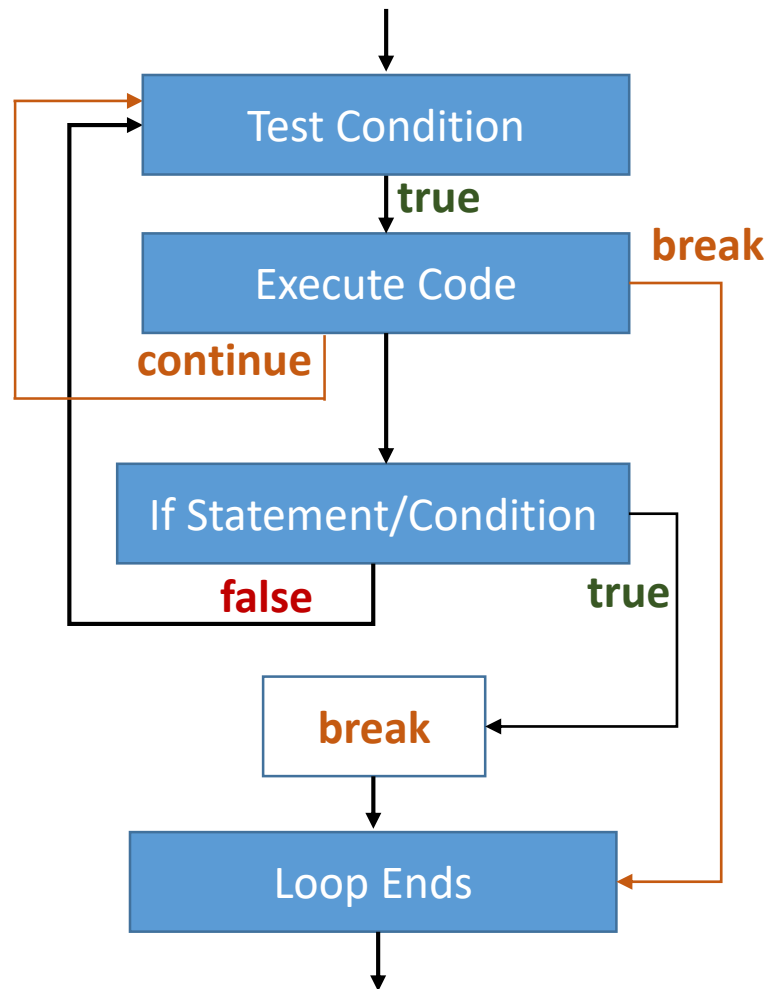 Test Condition
true
break
Execute Code
continue
If Statement/Condition
false
true
break
Loop Ends